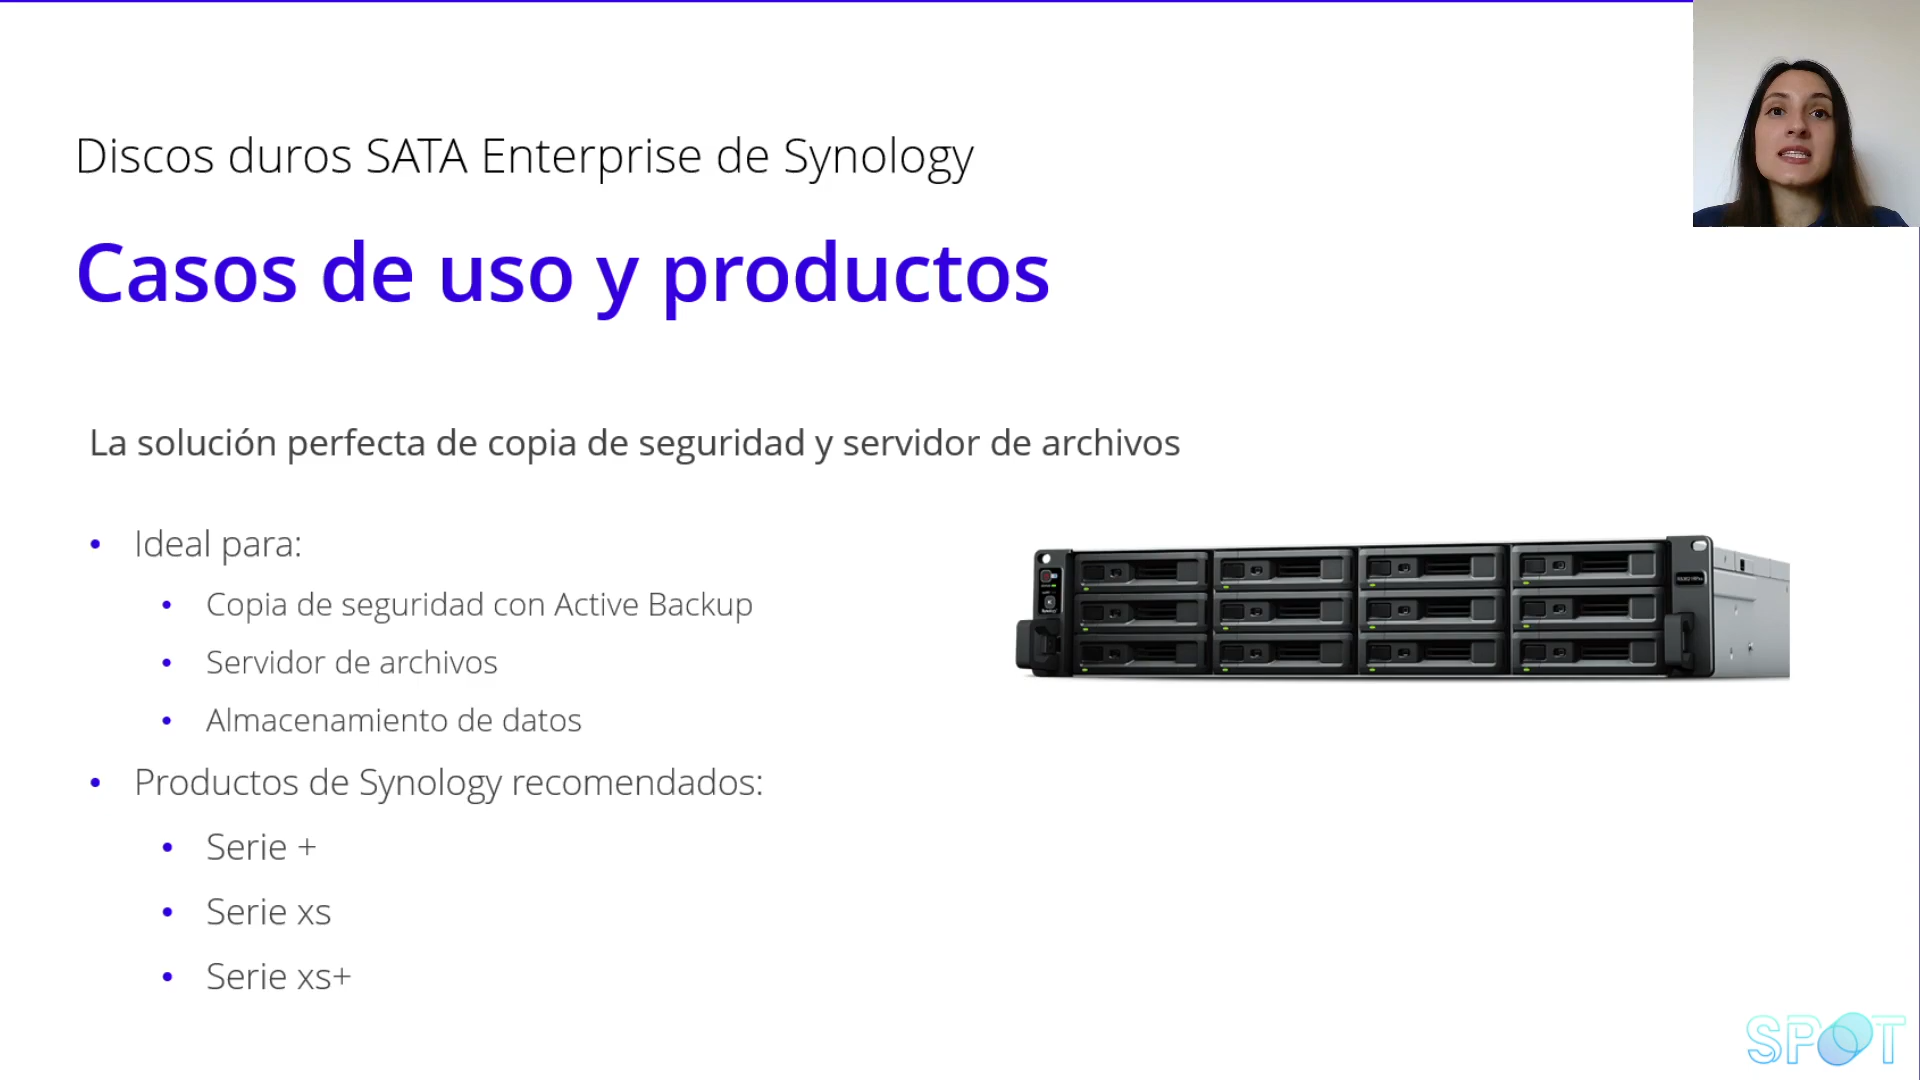 Discos duros SATA Enterprise de Synology
Casos de uso y productos
La solución perfecta de copia de seguridad y servidor de archivos
• Ideal para:
• Copia de seguridad con Active Backup
• Servidor de archivos
• Almacenamiento de datos
• Productos de Synology recomendados:
• Serie +
• Serie xs
• Serie xs+
SPOT